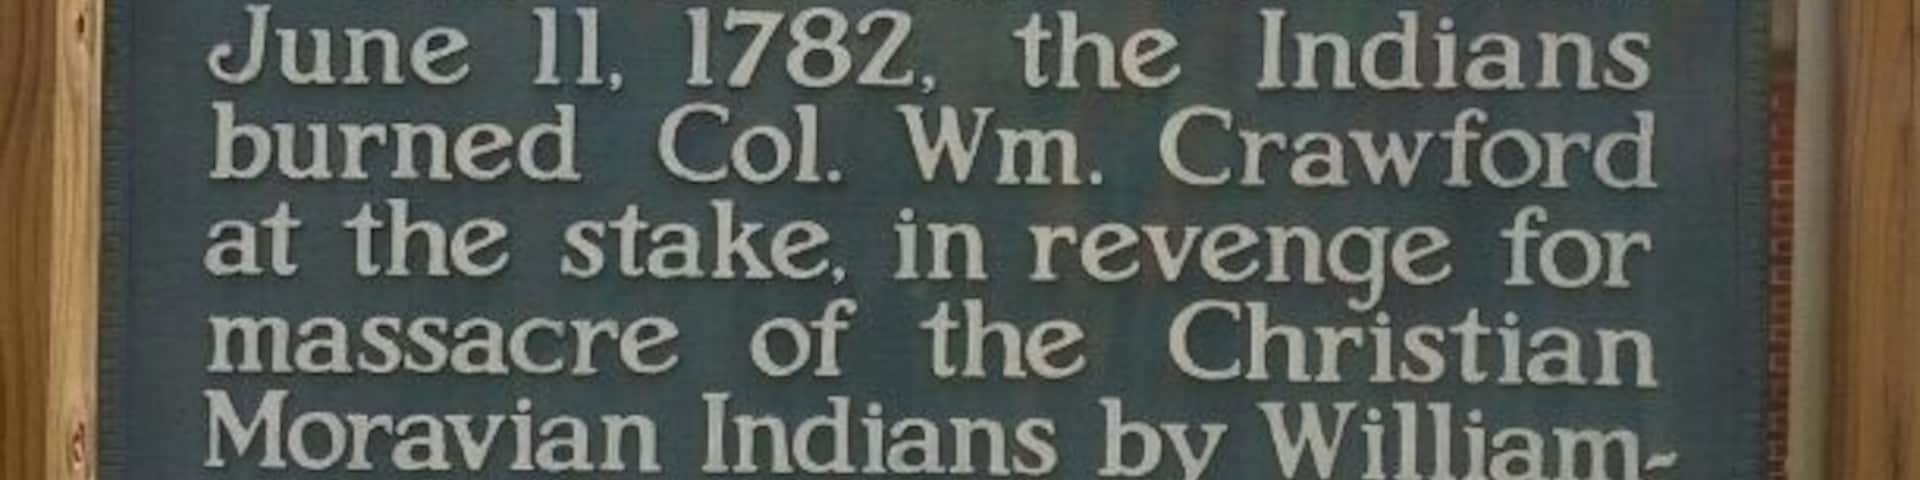 June 11, 1782, the Indians
burned Col. Wm. Crawford
at the stake, in revenge for
massacre of the Christian
Moravian Indians by William-